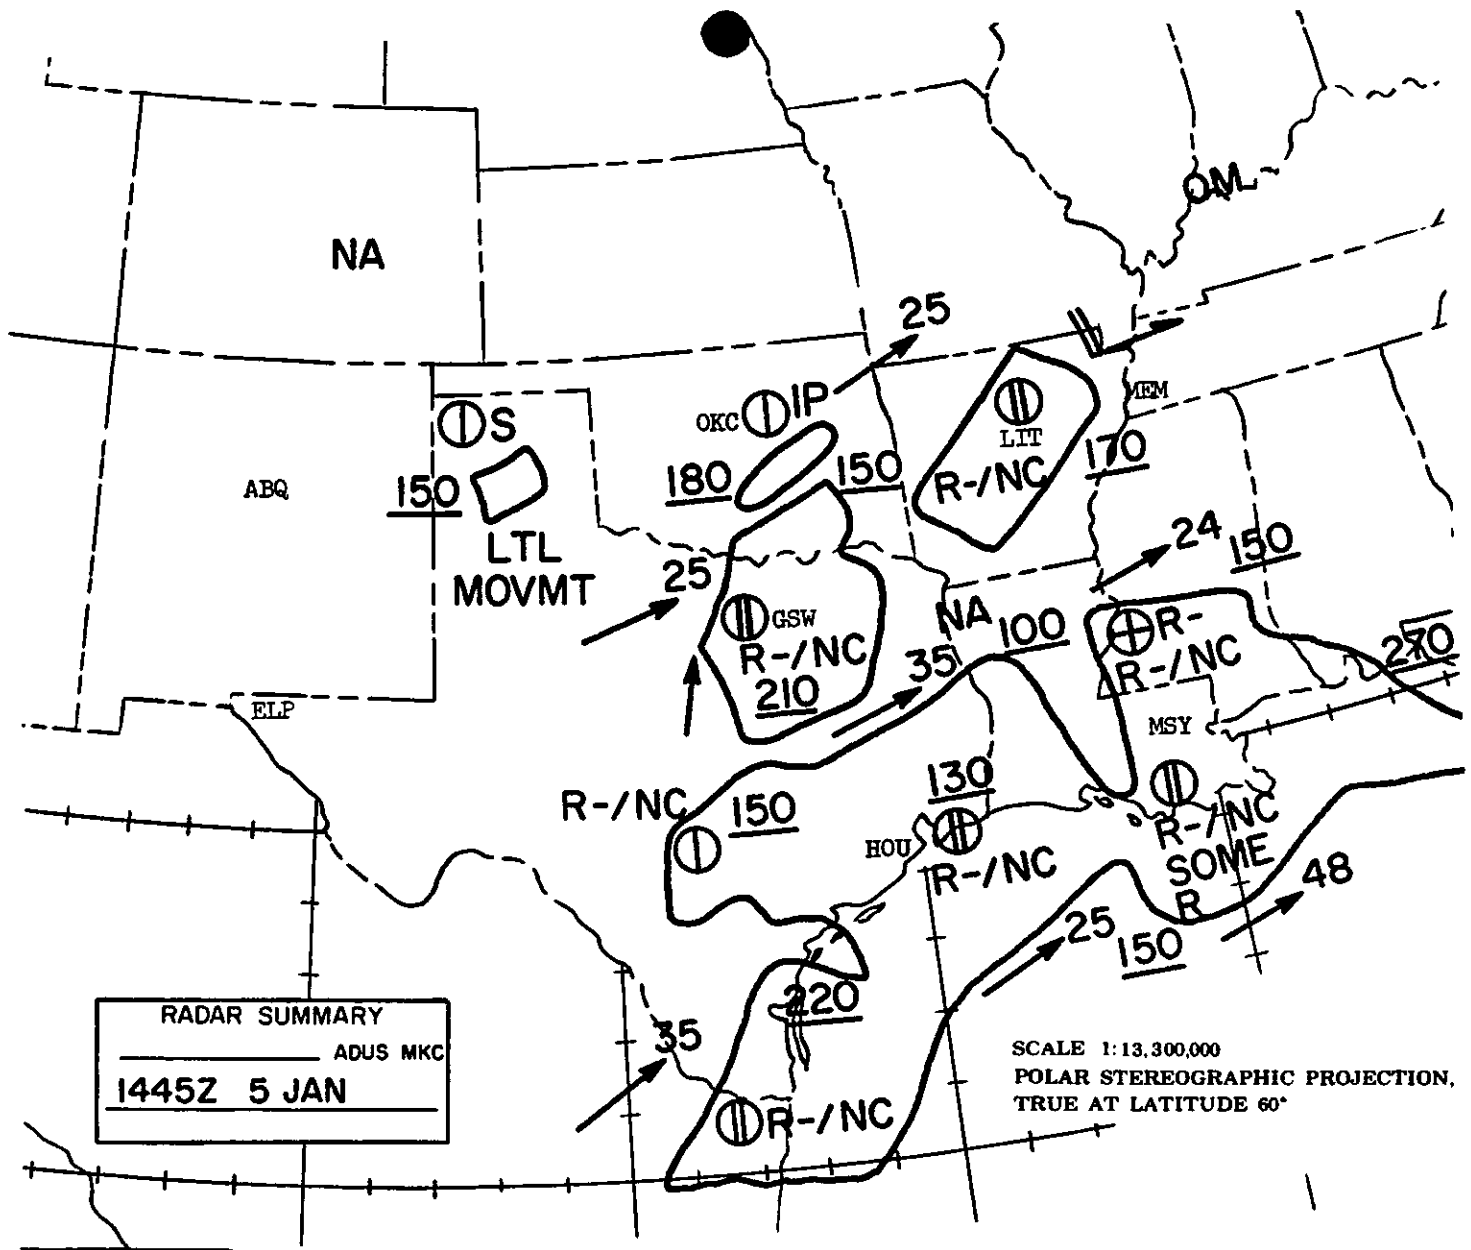 OM
NA
25
IP
OKC
MEM
S
LIT
150
ABQ
180
150
R-/NC
170
LTL
MOVMT
25
24
150
GSW
NA
100
R-
R-/NC
R-/NC
270
210
35
ELP
MSY
R-/NC
150
130
HOU
R-/NC
R-/NC
SOME
R
48
25
150
220
35
R-/NC
RADAR SUMMARY
ADUS MKC
1445Z 5 JAN
SCALE 1:13,300,000
POLAR STEREOGRAPHIC PROJECTION,
TRUE AT LATITUDE 60°